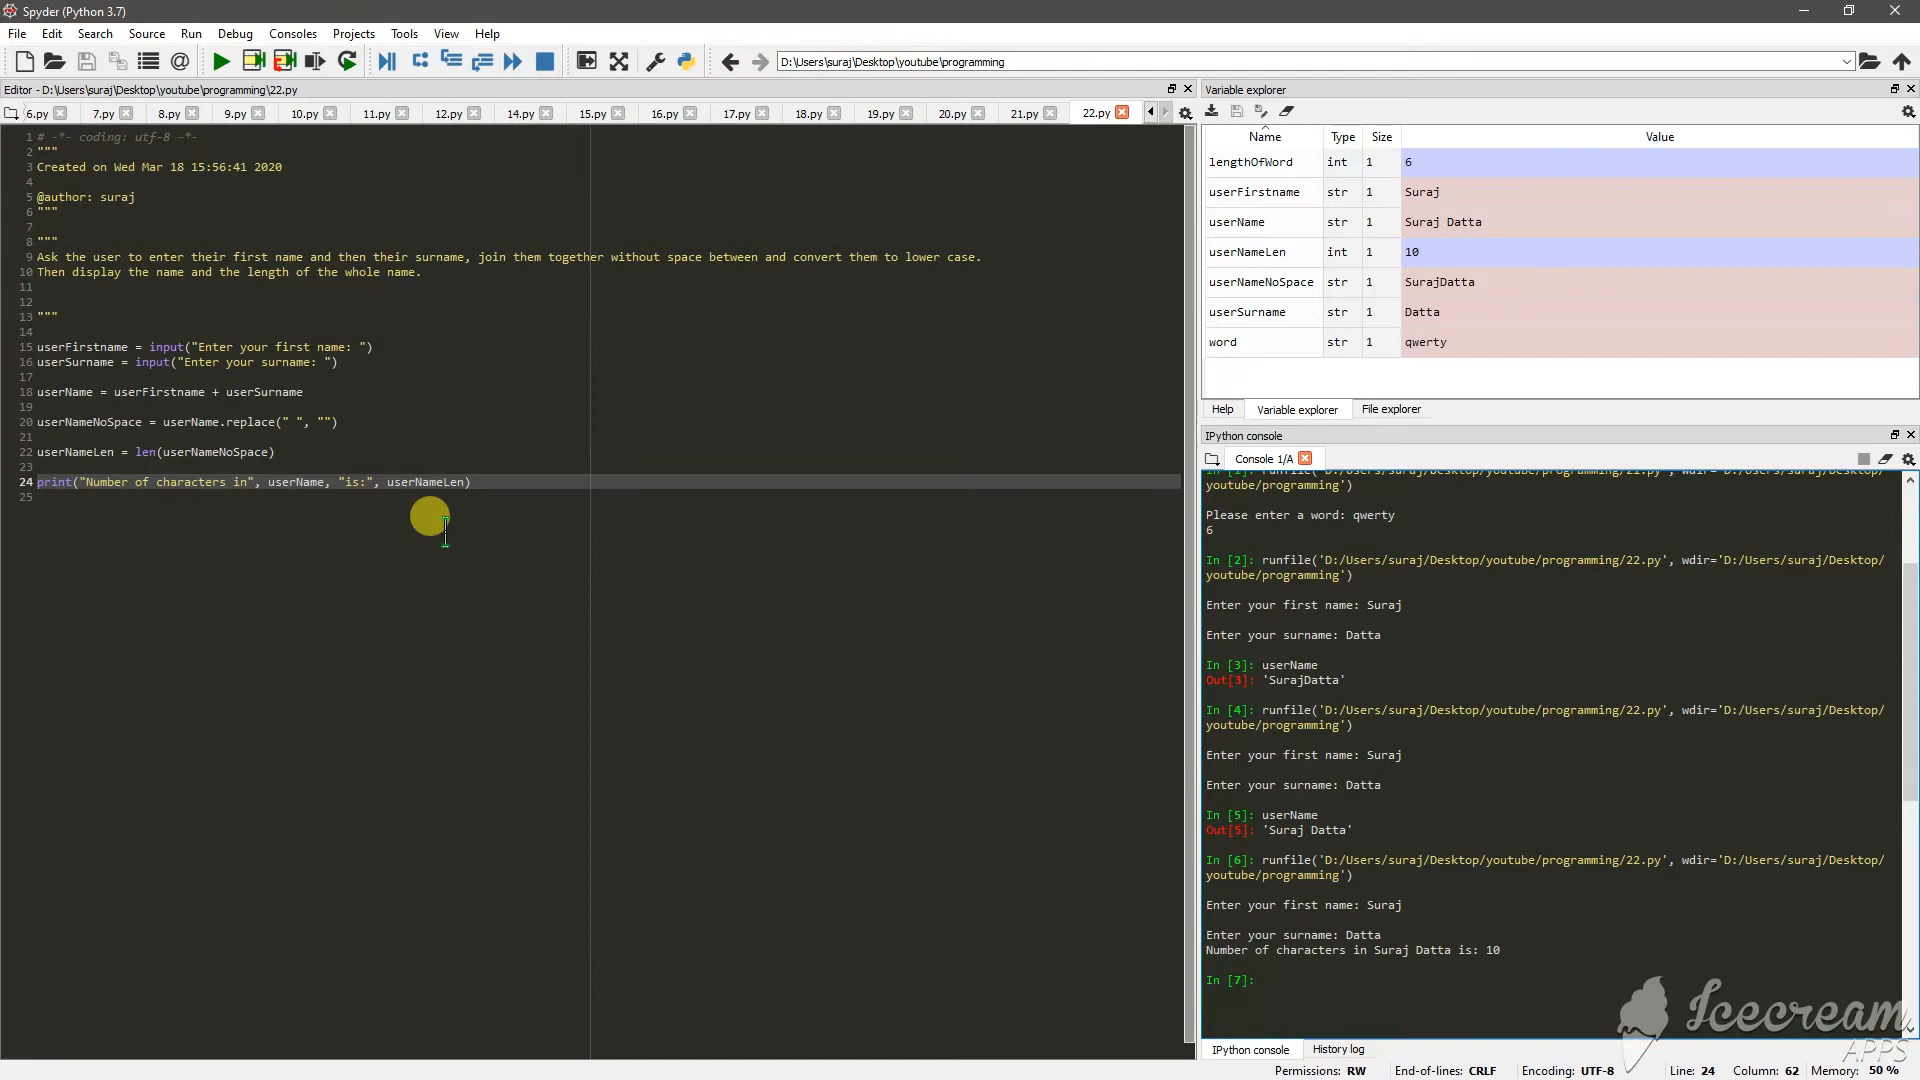 Spyder (Python 3.7)
File Edit Search Source Run Debug Consoles Projects Tools View Help
D:\Users\suraj\Desktop\youtube\programming
Editor - D:\Users\suraj\Desktop\youtube\programming\22.py
6.py 7.py 8.py 9.py 10.py 11.py 12.py 14.py 15.py 16.py 17.py 18.py 19.py 20.py 21.py 22.py
1 # -*- coding: utf-8 -*-
2 """
3 Created on Wed Mar 18 15:56:41 2020
4
5 @author: suraj
6 """
7
8 """
9 Ask the user to enter their first name and then their surname, join them together without space between and convert them to lower case.
10 Then display the name and the length of the whole name.
11
12
13 """
14
15 userFirstname = input("Enter your first name: ")
16 userSurname = input("Enter your surname: ")
17
18 userName = userFirstname + userSurname
19
20 userNameNoSpace = userName.replace(" ", "")
21
22 userNameLen = len(userNameNoSpace)
23
24 print("Number of characters in", userName, "is:", userNameLen)
25
Variable explorer
Name Type Size Value
lengthOfWord int 1 6
userFirstname str 1 Suraj
userName str 1 Suraj Datta
userNameLen int 1 10
userNameNoSpace str 1 SurajDatta
userSurname str 1 Datta
word str 1 qwerty
Help Variable explorer File explorer
IPython console
Console 1/A
In [1]: runfile('D:/Users/suraj/Desktop/
youtube/programming')
Please enter a word: qwerty
6
In [2]: runfile('D:/Users/suraj/Desktop/youtube/programming/22.py', wdir='D:/Users/suraj/Desktop/
youtube/programming')
Enter your first name: Suraj
Enter your surname: Datta
In [3]: userName
Out[3]: 'SurajDatta'
In [4]: runfile('D:/Users/suraj/Desktop/youtube/programming/22.py', wdir='D:/Users/suraj/Desktop/
youtube/programming')
Enter your first name: Suraj
Enter your surname: Datta
In [5]: userName
Out[5]: 'Suraj Datta'
In [6]: runfile('D:/Users/suraj/Desktop/youtube/programming/22.py', wdir='D:/Users/suraj/Desktop/
youtube/programming')
Enter your first name: Suraj
Enter your surname: Datta
Number of characters in Suraj Datta is: 10
In [7]:
Icecream
APPS
IPython console History log
Permissions: RW End-of-lines: CRLF Encoding: UTF-8 Line: 24 Column: 62 Memory: 50 %